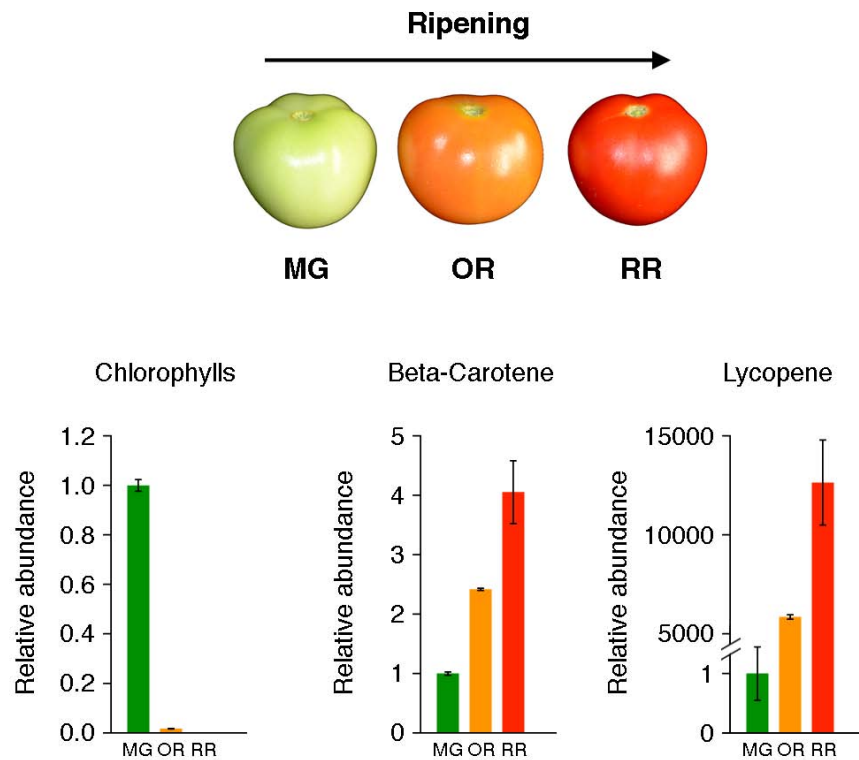 Ripening
MG OR RR
Chlorophylls
Relative abundance
1.2
1.0
0.8
0.6
0.4
0.2
0.0
MG OR RR
Beta-Carotene
Relative abundance
5
4
3
2
1
0
MG OR RR
Lycopene
Relative abundance
15000
10000
5000
1
0
MG OR RR